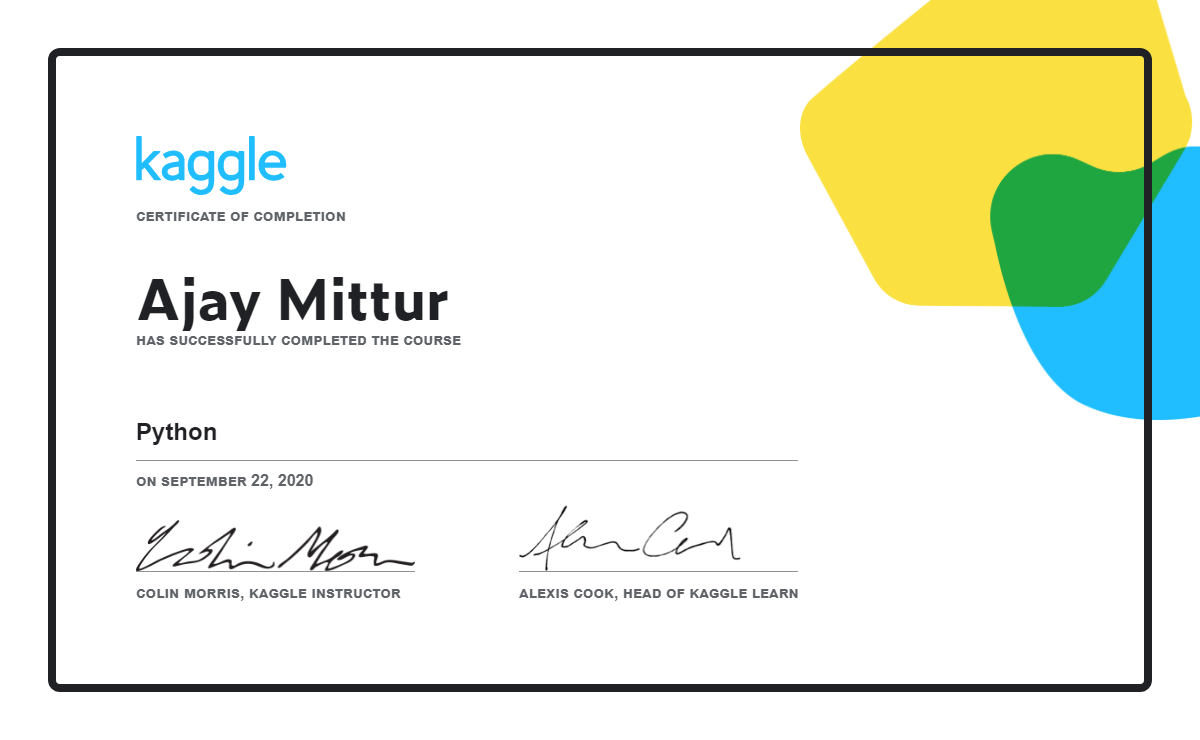 kaggle
CERTIFICATE OF COMPLETION
Ajay Mittur
HAS SUCCESSFULLY COMPLETED THE COURSE
Python
ON SEPTEMBER 22, 2020
COLIN MORRIS, KAGGLE INSTRUCTOR
ALEXIS COOK, HEAD OF KAGGLE LEARN